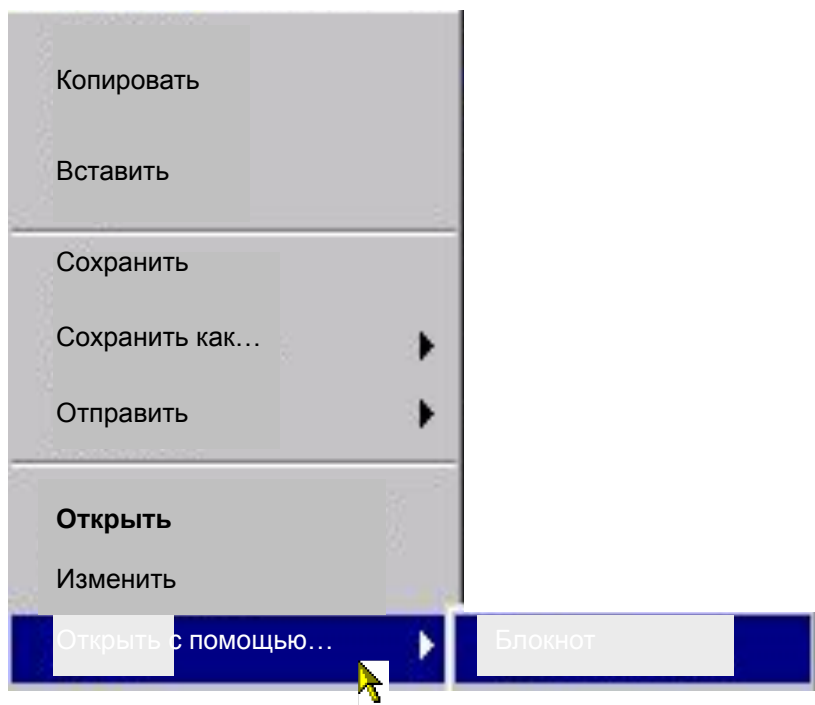 Копировать
Вставить
Сохранить
Сохранить как…
Отправить
Открыть
Изменить
Открыть с помощью…
Блокнот